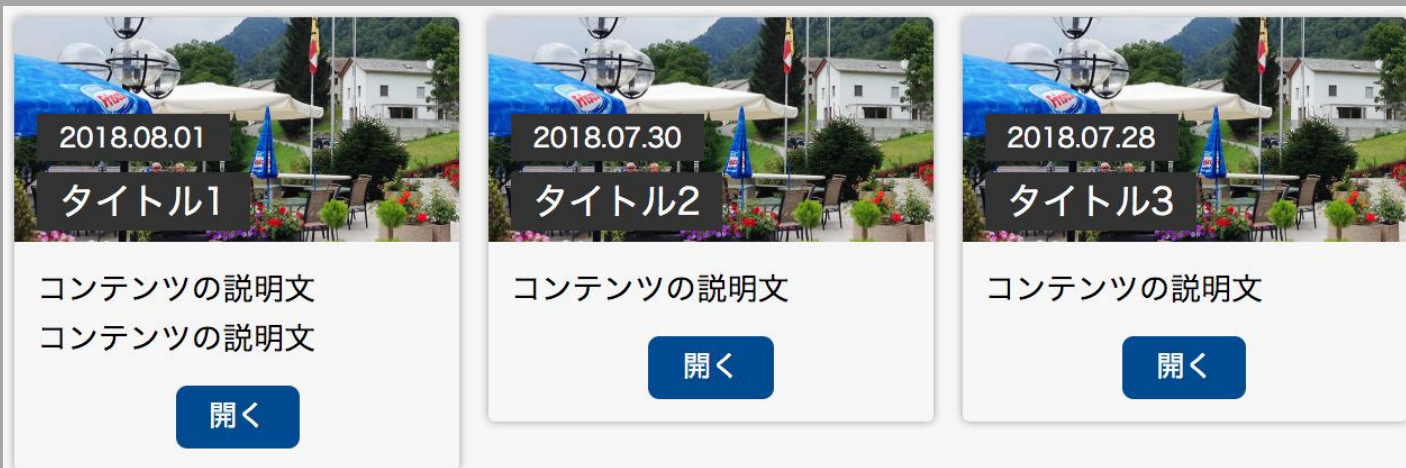 2018.08.01
タイトル1
コンテンツの説明文
コンテンツの説明文
開く
2018.07.30
タイトル2
コンテンツの説明文
開く
2018.07.28
タイトル3
コンテンツの説明文
開く